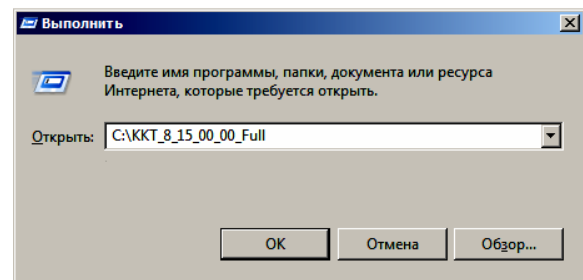 Выполнить
Введите имя программы, папки, документа или ресурса
Интернета, которые требуется открыть.
Открыть: C:\KKT_8_15_00_00_Full
OK Отмена Обзор...